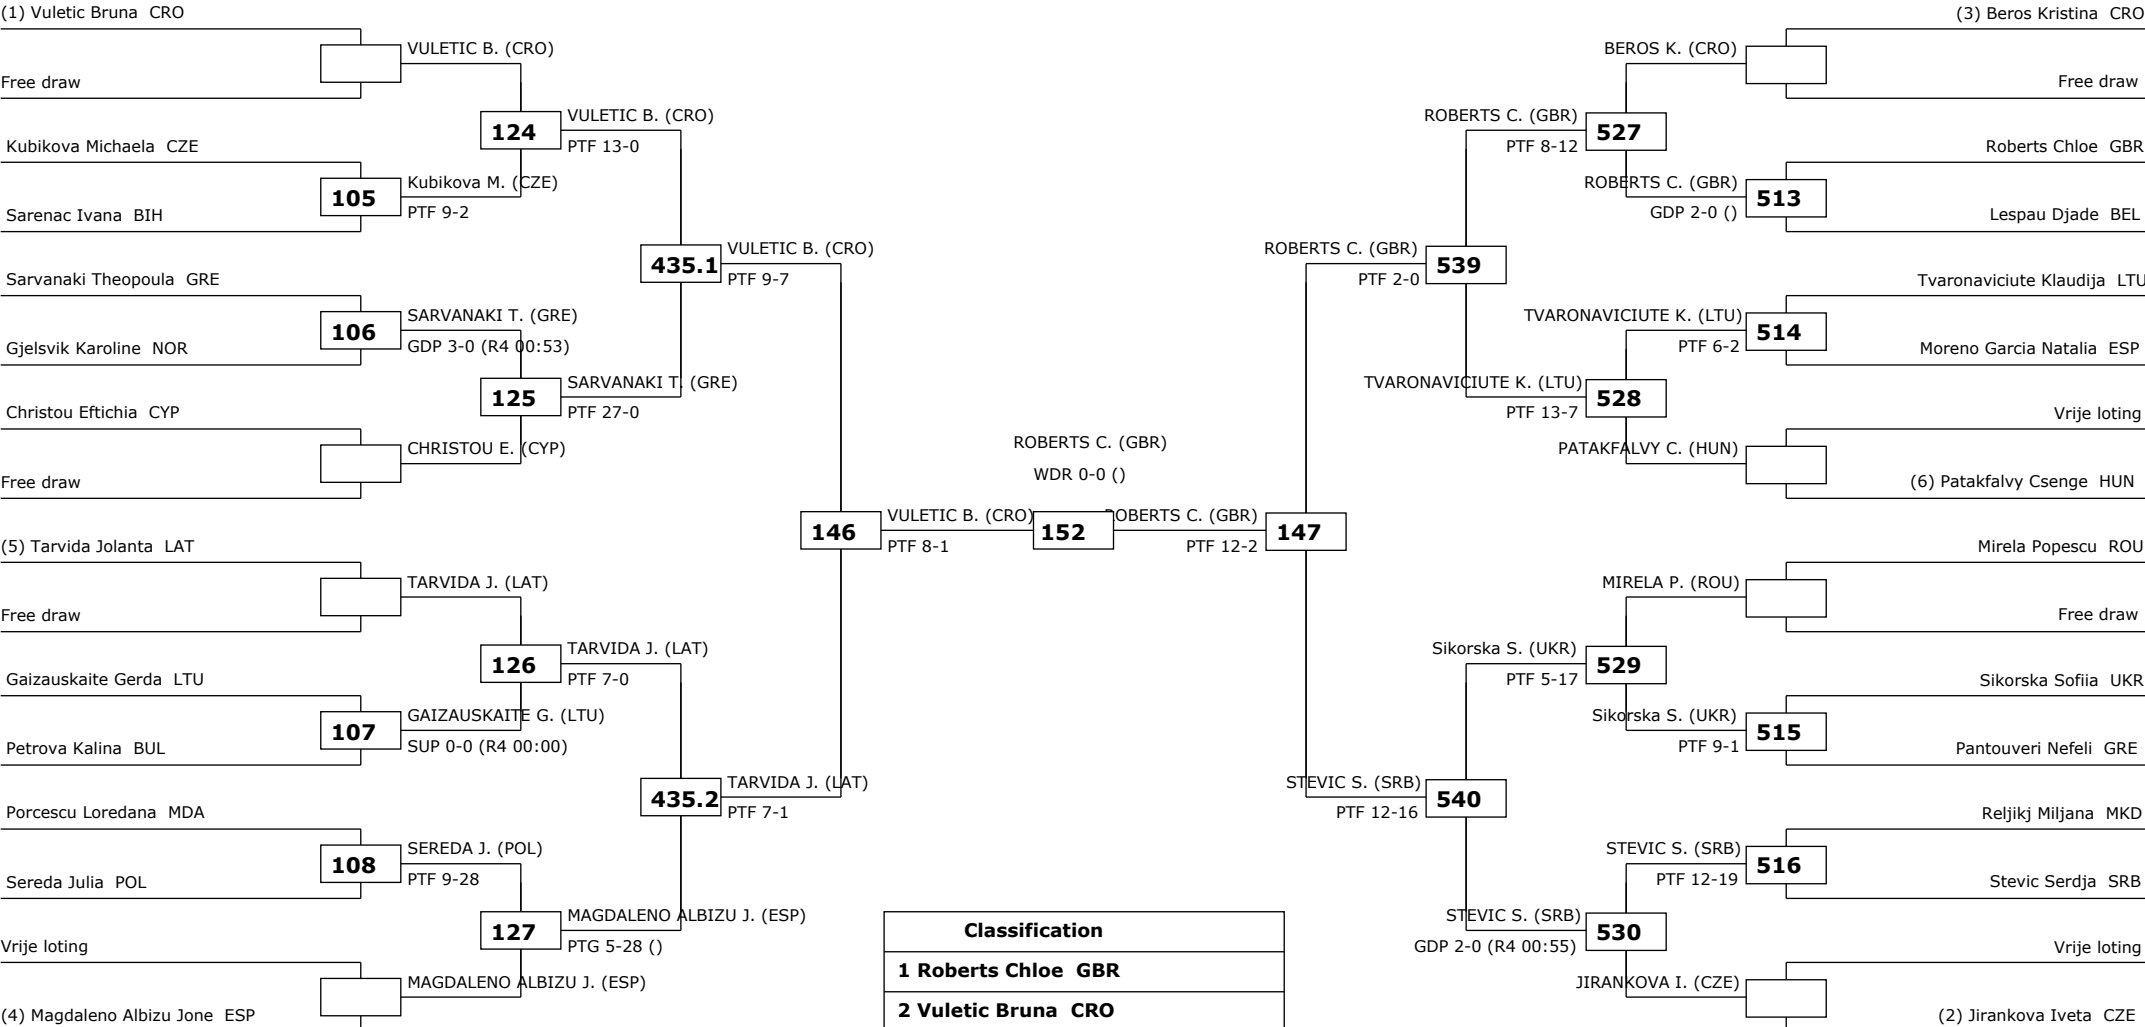 (1) Vuletic Bruna CRO
VULETIC B. (CRO)
Free draw
124
VULETIC B. (CRO)
PTF 13-0
Kubikova Michaela CZE
105
Kubikova M. (CZE)
PTF 9-2
Sarenac Ivana BIH
435.1
VULETIC B. (CRO)
PTF 9-7
Sarvanaki Theopoula GRE
106
SARVANAKI T. (GRE)
GDP 3-0 (R4 00:53)
Gjelsvik Karoline NOR
125
SARVANAKI T. (GRE)
PTF 27-0
Christou Eftichia CYP
CHRISTOU E. (CYP)
Free draw
146
VULETIC B. (CRO)
PTF 8-1
(5) Tarvida Jolanta LAT
TARVIDA J. (LAT)
Free draw
126
TARVIDA J. (LAT)
PTF 7-0
Gaizauskaite Gerda LTU
107
GAIZAUSKAITE G. (LTU)
SUP 0-0 (R4 00:00)
Petrova Kalina BUL
435.2
TARVIDA J. (LAT)
PTF 7-1
Porcescu Loredana MDA
108
SEREDA J. (POL)
PTF 9-28
Sereda Julia POL
127
MAGDALENO ALBIZU J. (ESP)
PTG 5-28 ()
Vrije loting
MAGDALENO ALBIZU J. (ESP)
(4) Magdaleno Albizu Jone ESP
ROBERTS C. (GBR)
WDR 0-0 ()
152
(3) Beros Kristina CRO
BEROS K. (CRO)
Free draw
ROBERTS C. (GBR)
527
PTF 8-12
Roberts Chloe GBR
ROBERTS C. (GBR)
513
GDP 2-0 ()
Lespau Djade BEL
ROBERTS C. (GBR)
539
PTF 2-0
Tvaronaviciute Klaudija LTU
TVARONAVICIUTE K. (LTU)
514
PTF 6-2
Moreno Garcia Natalia ESP
TVARONAVICIUTE K. (LTU)
528
PTF 13-7
Vrije loting
PATAKFALVY C. (HUN)
(6) Patakfalvy Csenge HUN
ROBERTS C. (GBR)
147
PTF 12-2
Mirela Popescu ROU
MIRELA P. (ROU)
Free draw
Sikorska S. (UKR)
529
PTF 5-17
Sikorska Sofiia UKR
Sikorska S. (UKR)
515
PTF 9-1
Pantouveri Nefeli GRE
STEVIC S. (SRB)
540
PTF 12-16
Reljikj Miljana MKD
STEVIC S. (SRB)
516
PTF 12-19
Stevic Serdja SRB
STEVIC S. (SRB)
530
GDP 2-0 (R4 00:55)
Vrije loting
JIRANKOVA I. (CZE)
(2) Jirankova Iveta CZE
Classification
1 Roberts Chloe GBR
2 Vuletic Bruna CRO